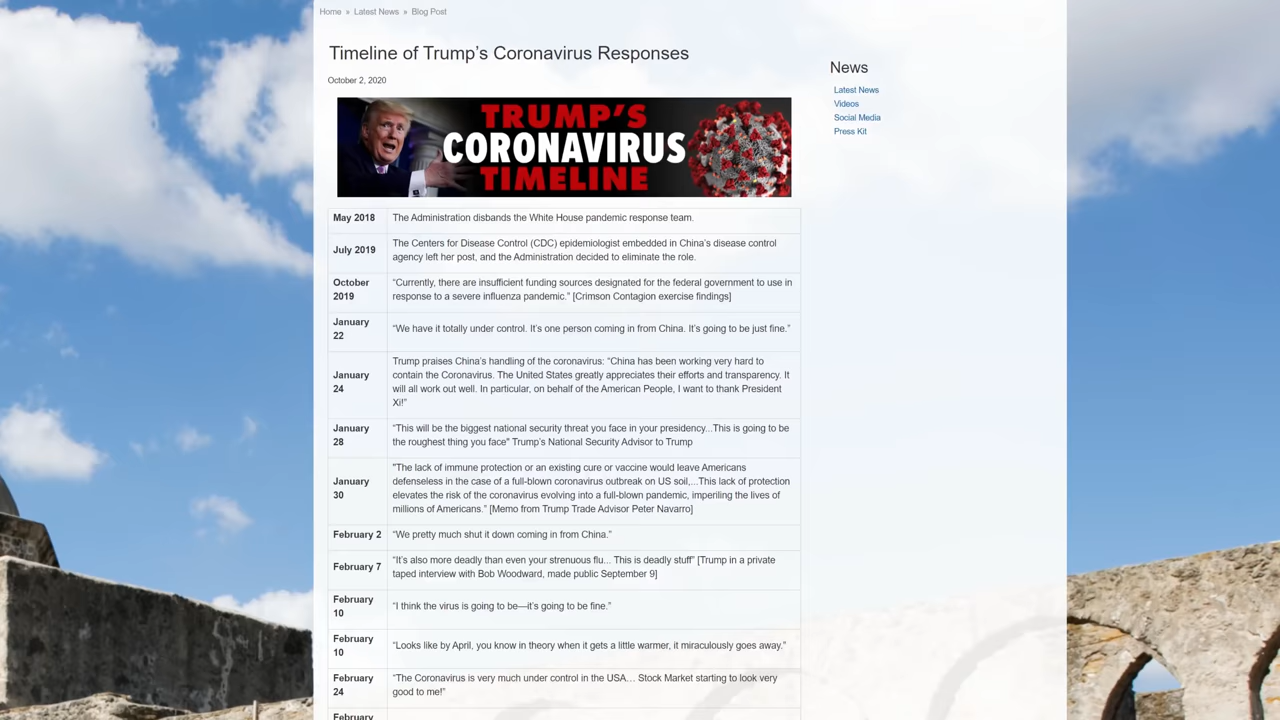 Home » Latest News » Blog Post
Timeline of Trump’s Coronavirus Responses
October 2, 2020
TRUMP’S
CORONAVIRUS
TIMELINE
News
Latest News
Videos
Social Media
Press Kit
May 2018
The Administration disbands the White House pandemic response team.
July 2019
The Centers for Disease Control (CDC) epidemiologist embedded in China’s disease control
agency left her post, and the Administration decided to eliminate the role.
October
2019
“Currently, there are insufficient funding sources designated for the federal government to use in
response to a severe influenza pandemic.” [Crimson Contagion exercise findings]
January
22
“We have it totally under control. It’s one person coming in from China. It’s going to be just fine.”
January
24
Trump praises China’s handling of the coronavirus: “China has been working very hard to
contain the Coronavirus. The United States greatly appreciates their efforts and transparency. It
will all work out well. In particular, on behalf of the American People, I want to thank President
Xi!”
January
28
“This will be the biggest national security threat you face in your presidency...This is going to be
the roughest thing you face" Trump’s National Security Advisor to Trump
January
30
"The lack of immune protection or an existing cure or vaccine would leave Americans
defenseless in the case of a full-blown coronavirus outbreak on US soil,...This lack of protection
elevates the risk of the coronavirus evolving into a full-blown pandemic, imperiling the lives of
millions of Americans.” [Memo from Trump Trade Advisor Peter Navarro]
February 2
“We pretty much shut it down coming in from China.”
February 7
“It’s also more deadly than even your strenuous flu... This is deadly stuff” [Trump in a private
taped interview with Bob Woodward, made public September 9]
February
10
“I think the virus is going to be—it’s going to be fine.”
February
10
“Looks like by April, you know in theory when it gets a little warmer, it miraculously goes away.”
February
24
“The Coronavirus is very much under control in the USA… Stock Market starting to look very
good to me!”
February